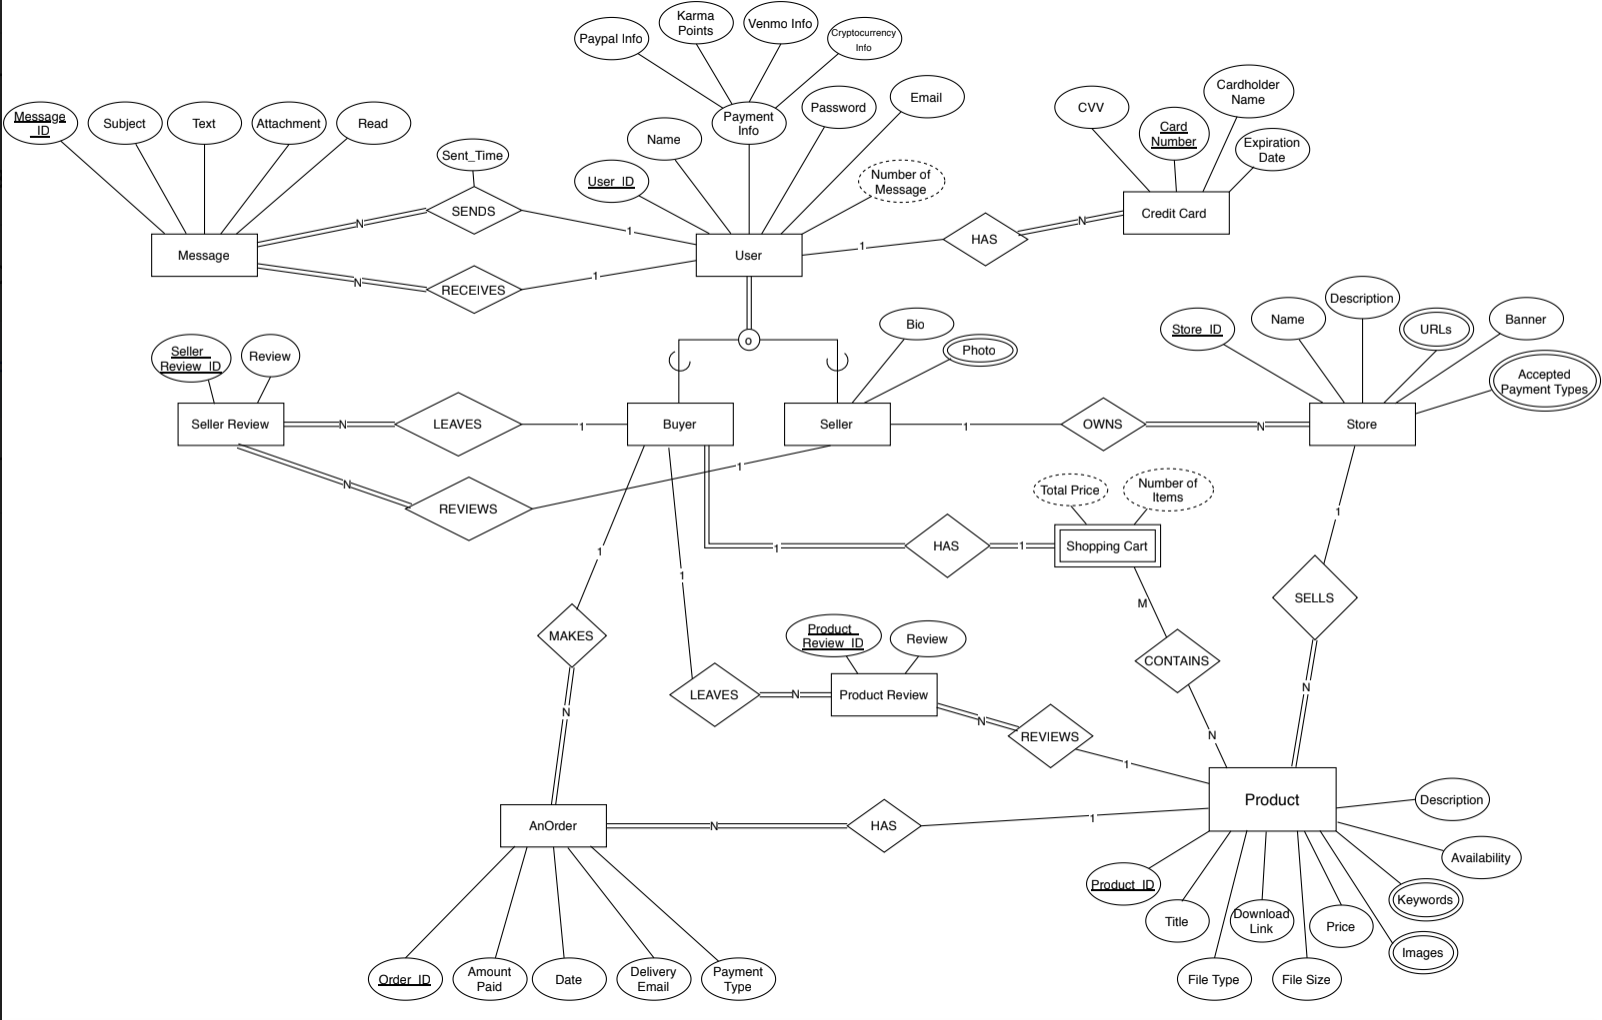 Paypal Info
Karma
Points
Venmo Info
Cryptocurrency
Info
Message
_ID
Subject
Text
Attachment
Read
Sent_Time
Name
Payment
Info
Password
Email
User_ID
Number of
Message
CVV
Card
Number
Cardholder
Name
Expiration
Date
Message
N
SENDS
1
User
1
HAS
N
Credit Card
N
RECEIVES
1
o
Seller_
Review_ID
Review
Bio
Photo
Store_ID
Name
Description
URLs
Banner
Accepted
Payment Types
Seller Review
N
LEAVES
1
Buyer
Seller
1
OWNS
N
Store
N
REVIEWS
1
Total Price
Number of
Items
1
1
HAS
1
Shopping Cart
1
1
M
SELLS
MAKES
Product_
Review_ID
Review
CONTAINS
N
LEAVES
N
Product Review
N
REVIEWS
1
N
N
Product
AnOrder
N
HAS
1
Description
Availability
Keywords
Images
Product_ID
Title
Download
Link
Price
File Type
File Size
Order_ID
Amount
Paid
Date
Delivery
Email
Payment
Type